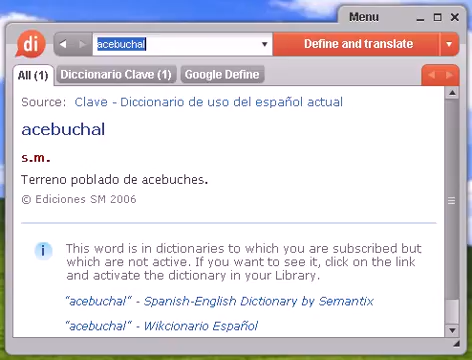 Menu
di
acebuchal
Define and translate
All (1)
Diccionario Clave (1)
Google Define
Source: Clave - Diccionario de uso del español actual
acebuchal
s.m.
Terreno poblado de acebuches.
© Ediciones SM 2006
i
This word is in dictionaries to which you are subscribed but
which are not active. If you want to see it, click on the link
and activate the dictionary in your Library.
"acebuchal" - Spanish-English Dictionary by Semantix
"acebuchal" - Wikcionario Español